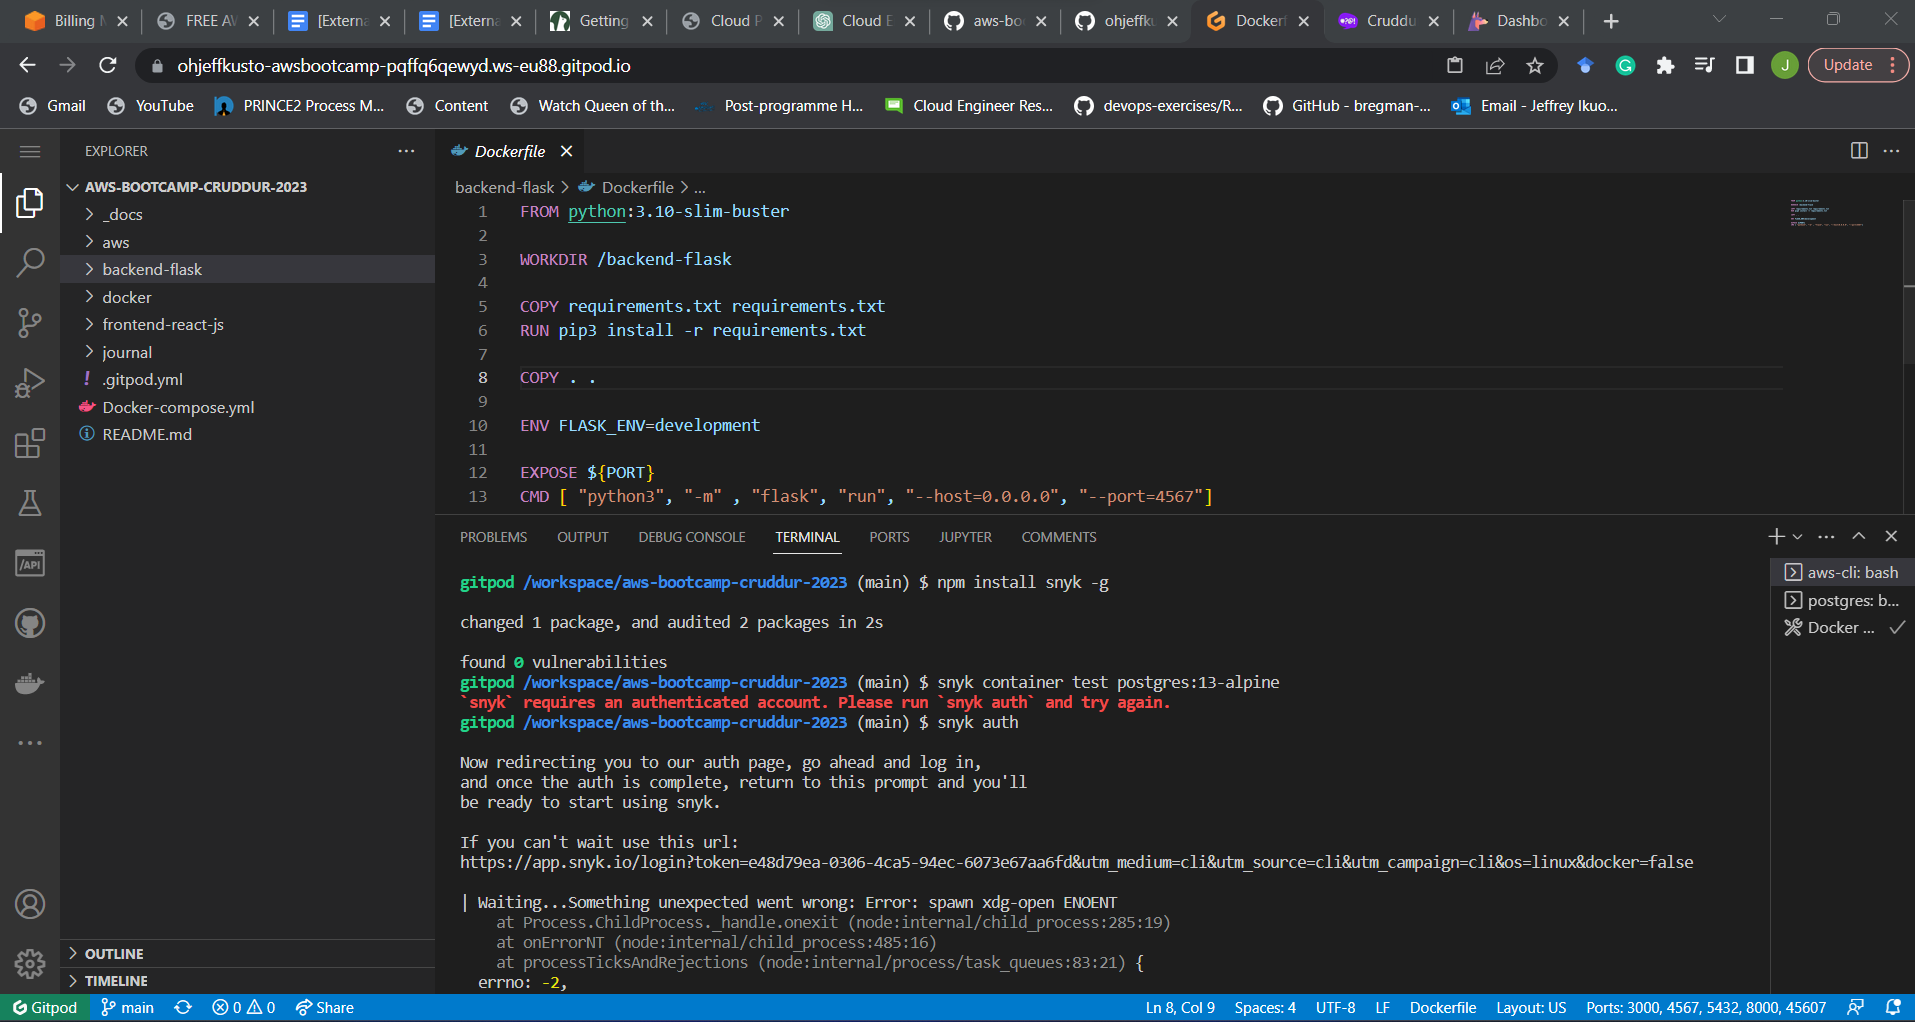 Billing M
FREE AW
[Externa
[Externa
Getting
Cloud P
Cloud E
aws-boo
ohjeffku
Dockerf
Cruddu
Dashbo
ohjeffkusto-awsbootcamp-pqffq6qewyd.ws-eu88.gitpod.io
J
Update
Gmail
YouTube
PRINCE2 Process M...
Content
Watch Queen of th...
Post-programme H...
Cloud Engineer Res...
devops-exercises/R...
GitHub - bregman-...
Email - Jeffrey Ikuo...
EXPLORER
AWS-BOOTCAMP-CRUDDUR-2023
_docs
aws
backend-flask
docker
frontend-react-js
journal
.gitpod.yml
Docker-compose.yml
README.md
OUTLINE
TIMELINE
Dockerfile
backend-flask > Dockerfile > ...
1 FROM python:3.10-slim-buster
2
3 WORKDIR /backend-flask
4
5 COPY requirements.txt requirements.txt
6 RUN pip3 install -r requirements.txt
7
8 COPY . .
9
10 ENV FLASK_ENV=development
11
12 EXPOSE ${PORT}
13 CMD [ "python3", "-m" , "flask", "run", "--host=0.0.0.0", "--port=4567"]
PROBLEMS OUTPUT DEBUG CONSOLE TERMINAL PORTS JUPYTER COMMENTS
gitpod /workspace/aws-bootcamp-cruddur-2023 (main) $ npm install snyk -g
changed 1 package, and audited 2 packages in 2s
found 0 vulnerabilities
gitpod /workspace/aws-bootcamp-cruddur-2023 (main) $ snyk container test postgres:13-alpine
`snyk` requires an authenticated account. Please run `snyk auth` and try again.
gitpod /workspace/aws-bootcamp-cruddur-2023 (main) $ snyk auth
Now redirecting you to our auth page, go ahead and log in,
and once the auth is complete, return to this prompt and you'll
be ready to start using snyk.
If you can't wait use this url:
https://app.snyk.io/login?token=e48d79ea-0306-4ca5-94ec-6073e67aa6fd&utm_medium=cli&utm_source=cli&utm_campaign=cli&os=linux&docker=false
| Waiting...Something unexpected went wrong: Error: spawn xdg-open ENOENT
at Process.ChildProcess._handle.onexit (node:internal/child_process:285:19)
at onErrorNT (node:internal/child_process:485:16)
at processTicksAndRejections (node:internal/process/task_queues:83:21) {
errno: -2,
aws-cli: bash
postgres: b...
Docker ...
/API
Gitpod main 0 0 Share Ln 8, Col 9 Spaces: 4 UTF-8 LF Dockerfile Layout: US Ports: 3000, 4567, 5432, 8000, 45607